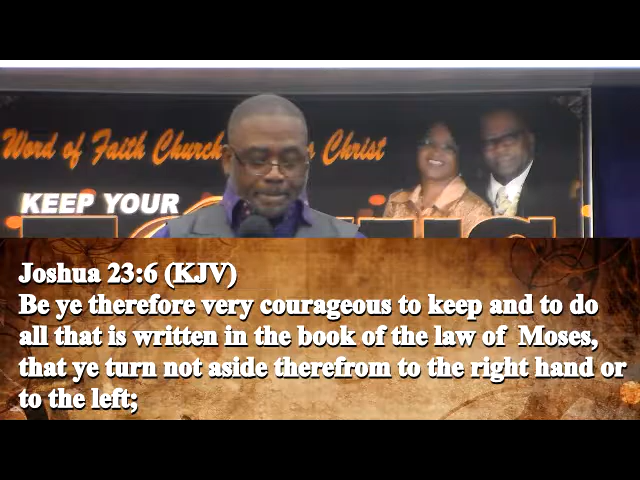 Word of Faith Church Christ
KEEP YOUR
Joshua 23:6 (KJV)
Be ye therefore very courageous to keep and to do
all that is written in the book of the law of Moses,
that ye turn not aside therefrom to the right hand or
to the left;